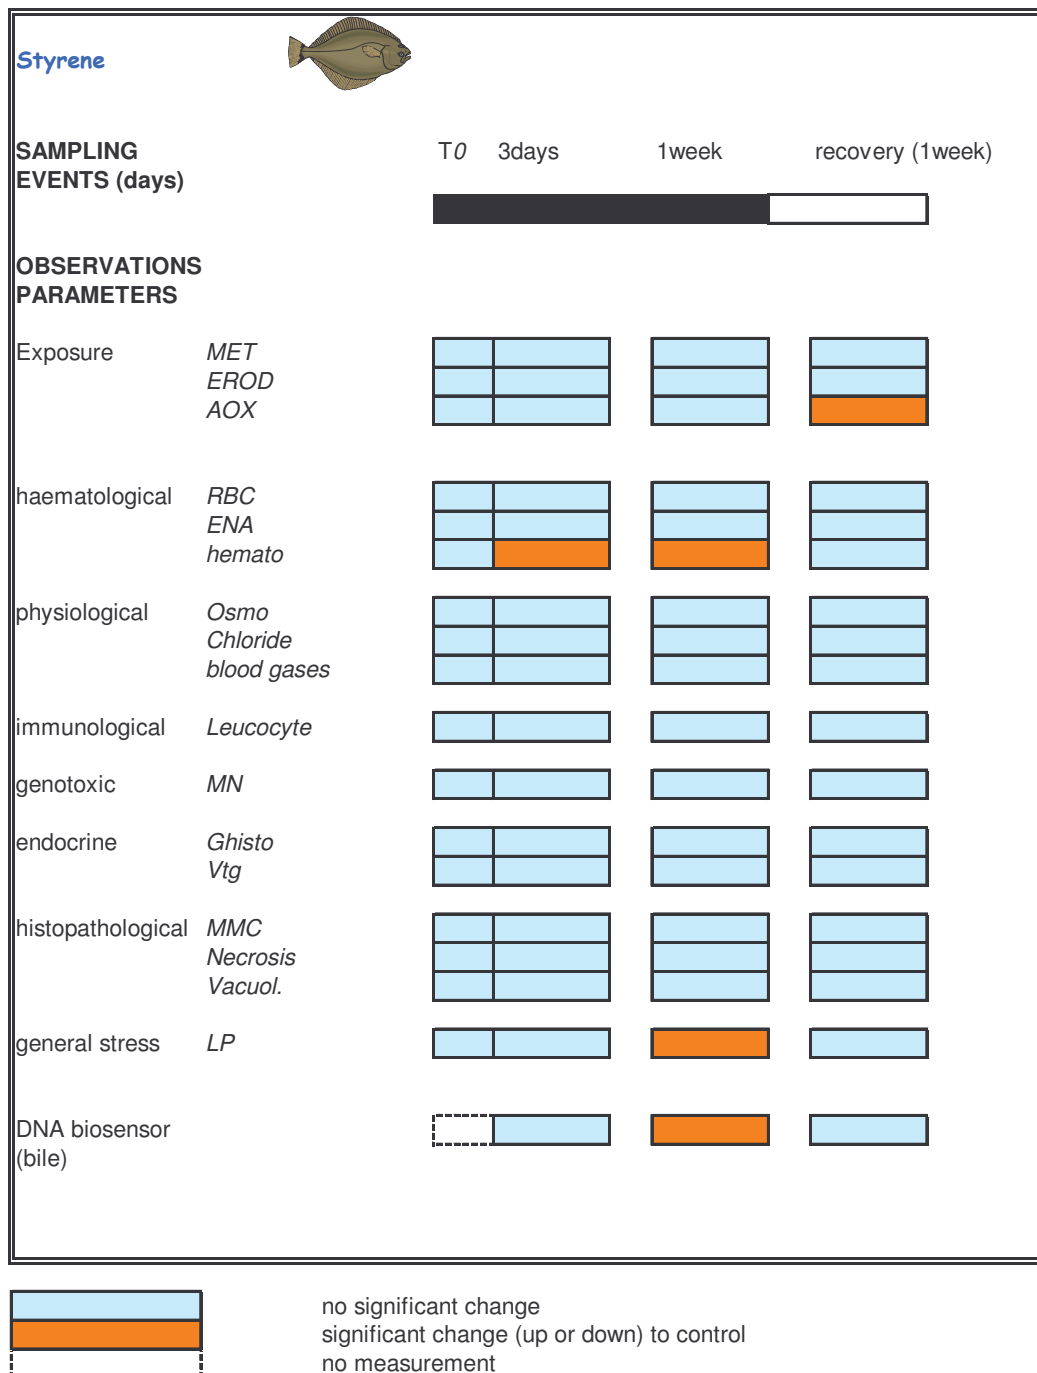 Styrene
SAMPLING T0 3days 1week recovery (1week)
EVENTS (days)
OBSERVATIONS
PARAMETERS
Exposure MET
EROD
AOX
haematological RBC
ENA
hemato
physiological Osmo
Chloride
blood gases
immunological Leucocyte
genotoxic MN
endocrine Ghisto
Vtg
histopathological MMC
Necrosis
Vacuol.
general stress LP
DNA biosensor
(bile)
no significant change
significant change (up or down) to control
no measurement